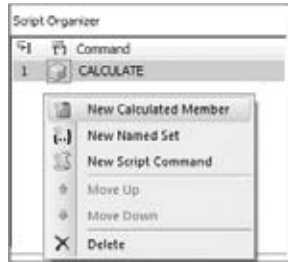 Script Organizer
Command
1 CALCULATE
New Calculated Member
New Named Set
New Script Command
Move Up
Move Down
Delete